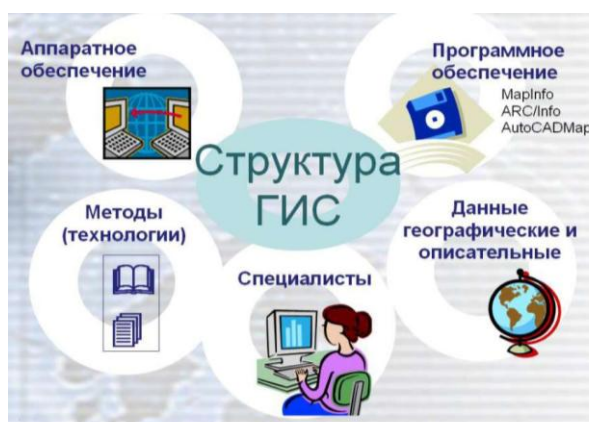 Аппаратное
обеспечение
Программное
обеспечение
MapInfo
ARC/Info
AutoCADMap
Структура
ГИС
Методы
(технологии)
Данные
географические и
описательные
Специалисты